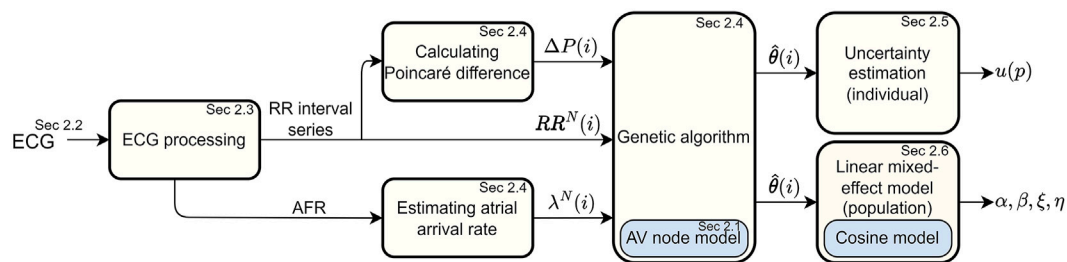 Sec 2.2
ECG
Sec 2.3
ECG processing
RR interval
series
AFR
Sec 2.4
Calculating
Poincaré difference
Sec 2.4
Estimating atrial
arrival rate
ΔP(i)
RR^N(i)
λ^N(i)
Sec 2.4
Genetic algorithm
Sec 2.1
AV node model
θ̂(i)
θ̂(i)
Sec 2.5
Uncertainty
estimation
(individual)
u(p)
Sec 2.6
Linear mixed-
effect model
(population)
Cosine model
α, β, ξ, η